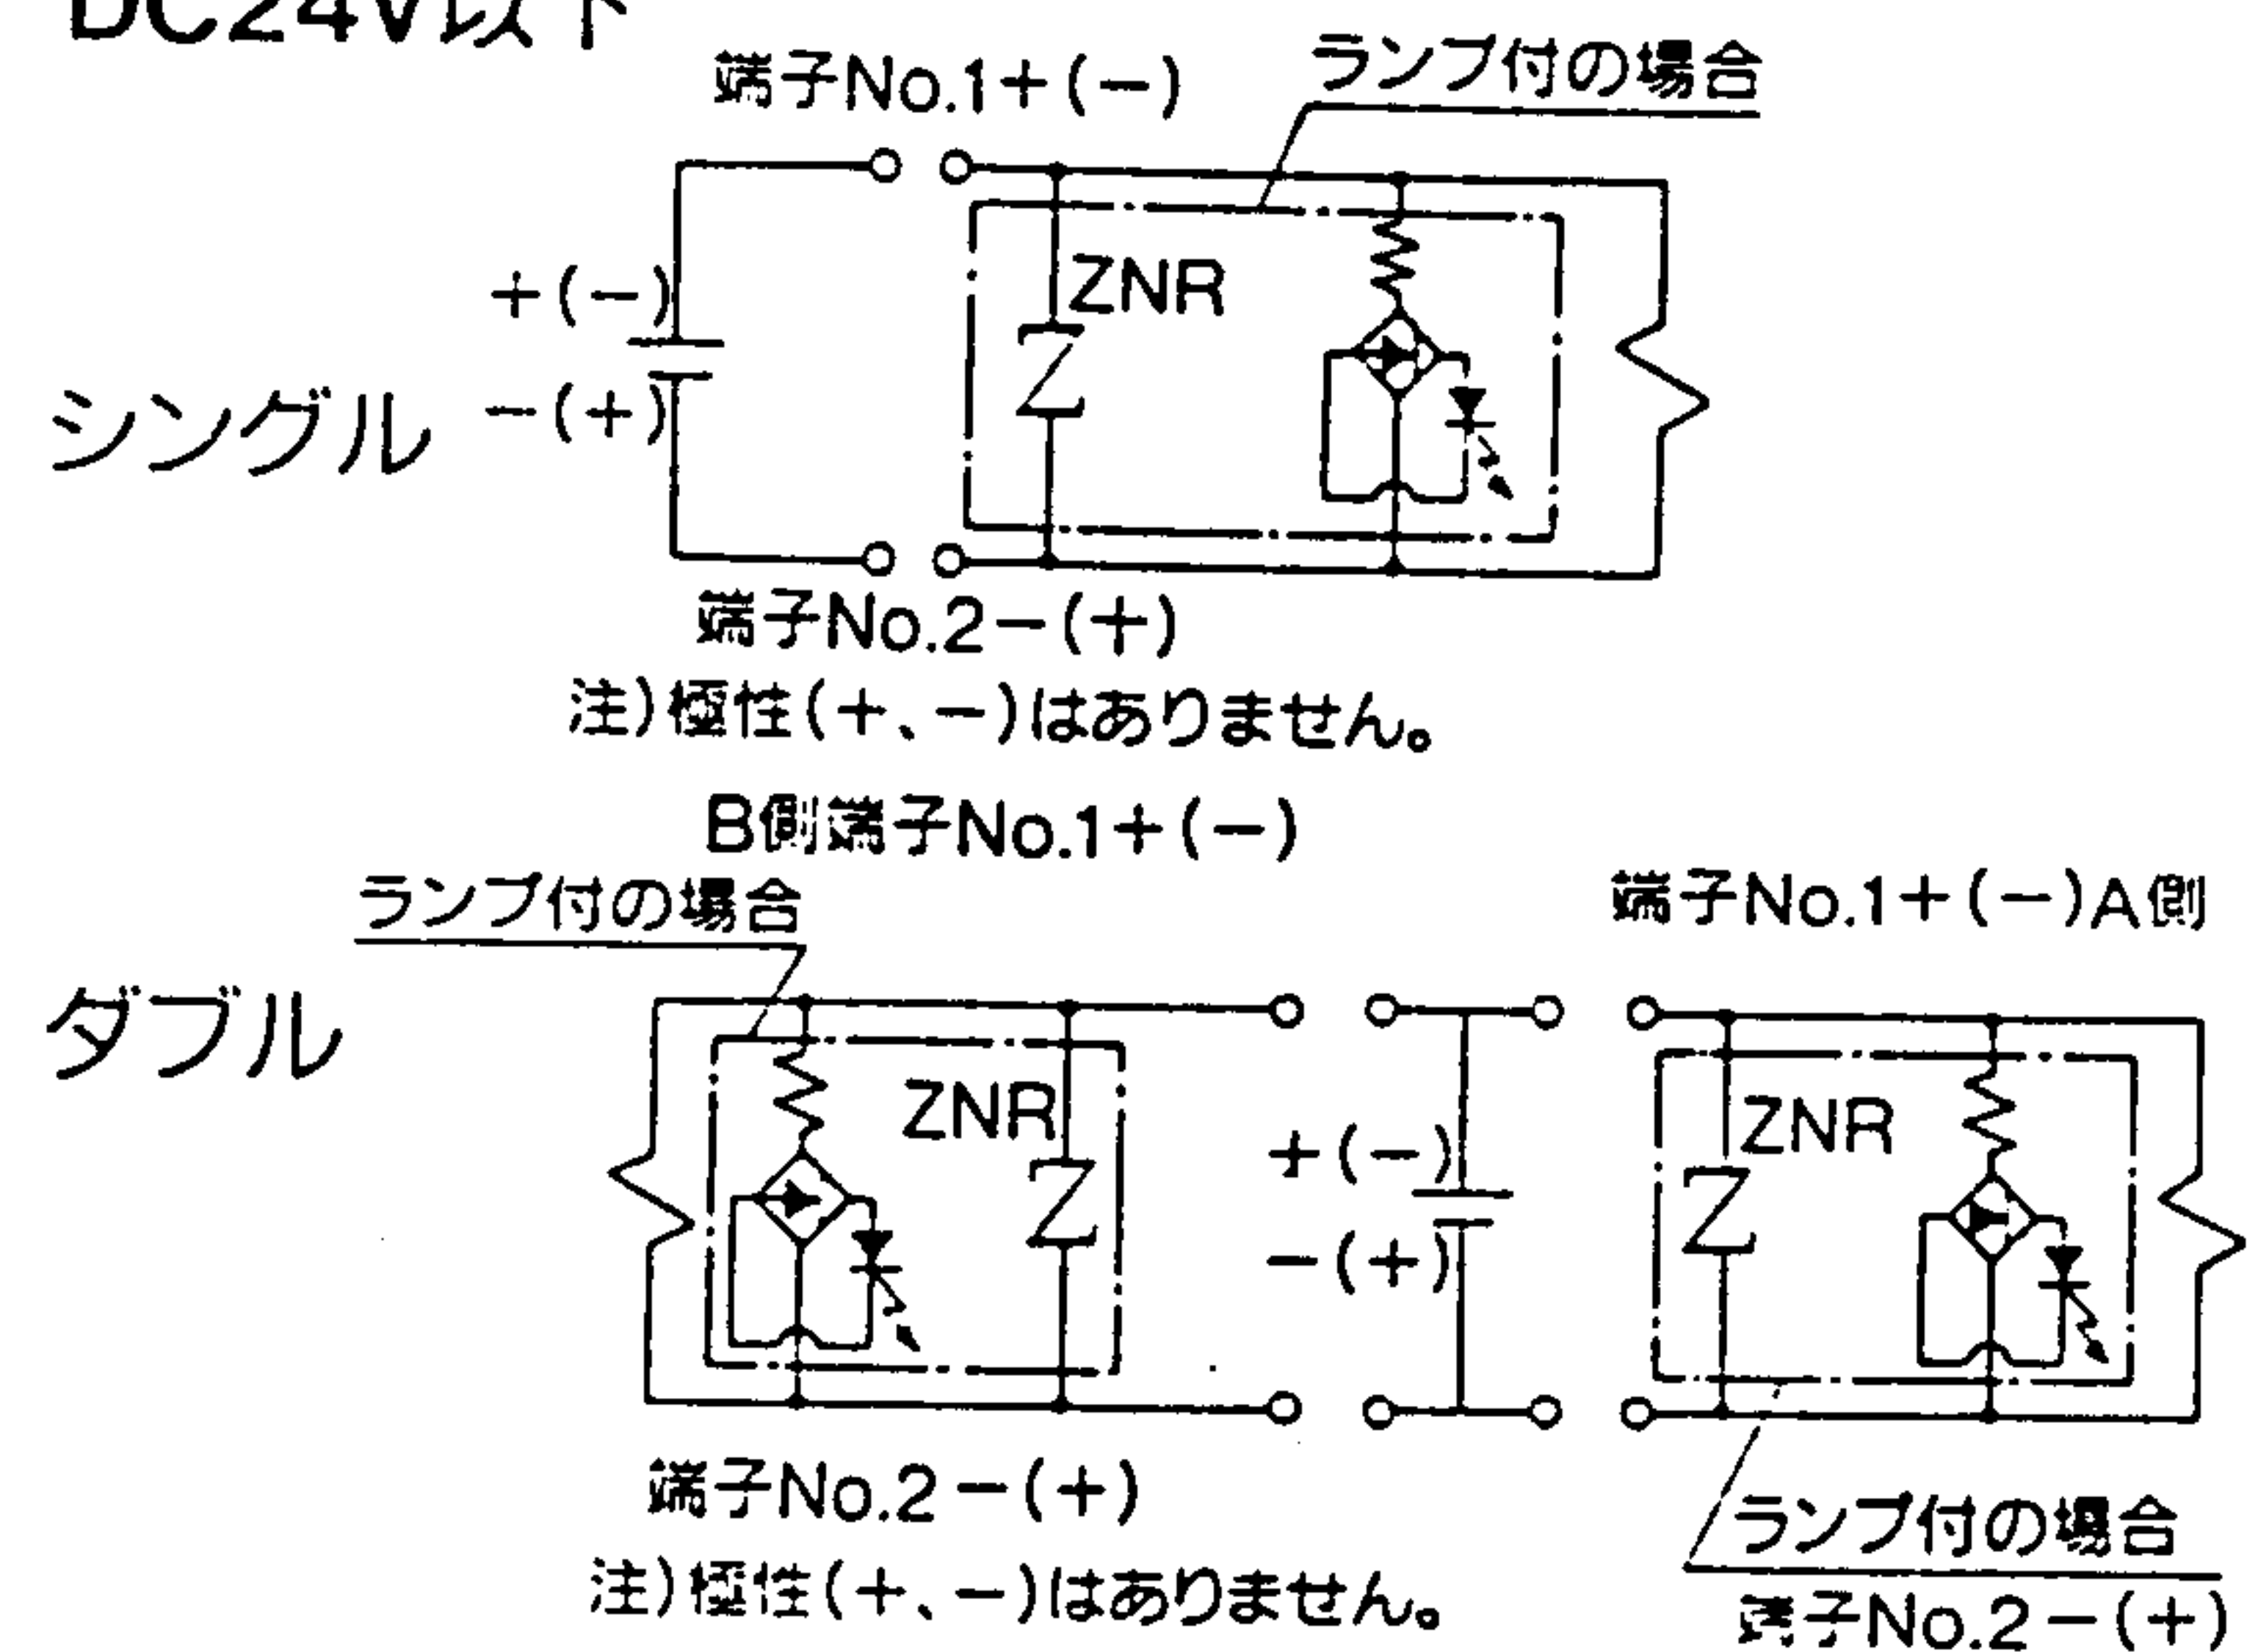 DC24V以下
端子No.1+(−)
ランプ付の場合
ZNR
+(−)
シングル
−(+)
端子No.2−(+)
注)極性(+、−)はありません。
B側端子No.1+(−)
ランプ付の場合
端子No.1+(−)A側
ダブル
ZNR
ZNR
+(−)
−(+)
端子No.2−(+)
ランプ付の場合
注)極性(+、−)はありません。
端子No.2−(+)